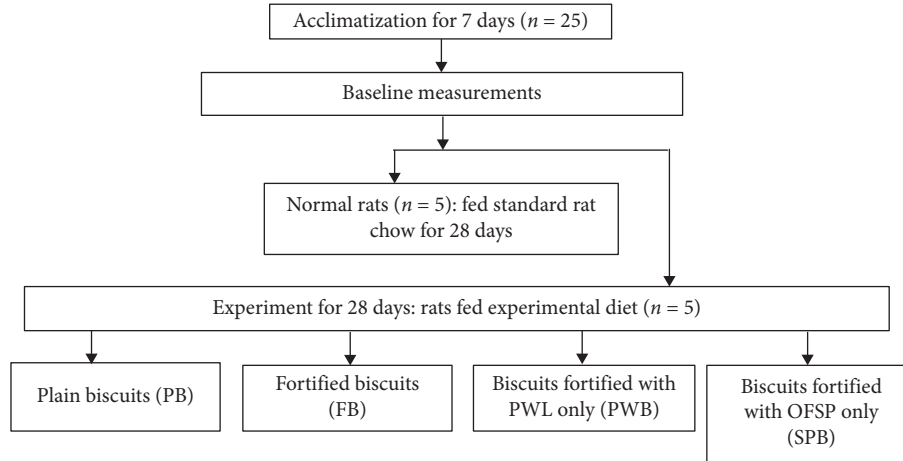 Acclimatization for 7 days (n = 25)
Baseline measurements
Normal rats (n = 5): fed standard rat
chow for 28 days
Experiment for 28 days: rats fed experimental diet (n = 5)
Plain biscuits (PB)
Fortified biscuits
(FB)
Biscuits fortified with
PWL only (PWB)
Biscuits fortified
with OFSP only
(SPB)